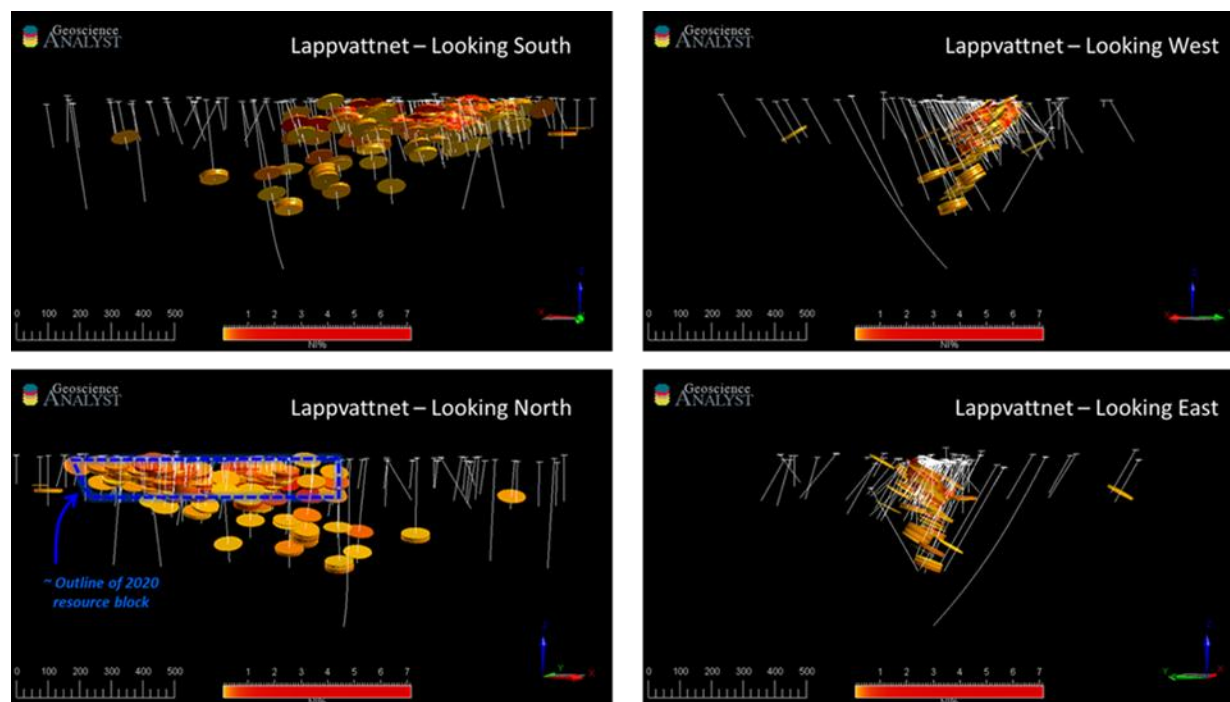 Geoscience
ANALYST
Lappvattnet – Looking South
0 100 200 300 400 500
1 2 3 4 5 6 7
NI%
X
Z
Geoscience
ANALYST
Lappvattnet – Looking West
0 100 200 300 400 500
1 2 3 4 5 6 7
NI%
Z
Geoscience
ANALYST
Lappvattnet – Looking North
~ Outline of 2020
resource block
0 100 200 300 400 500
1 2 3 4 5 6 7
NI%
Z
Y
X
Geoscience
ANALYST
Lappvattnet – Looking East
0 100 200 300 400 500
1 2 3 4 5 6 7
NI%
Z
Y
X